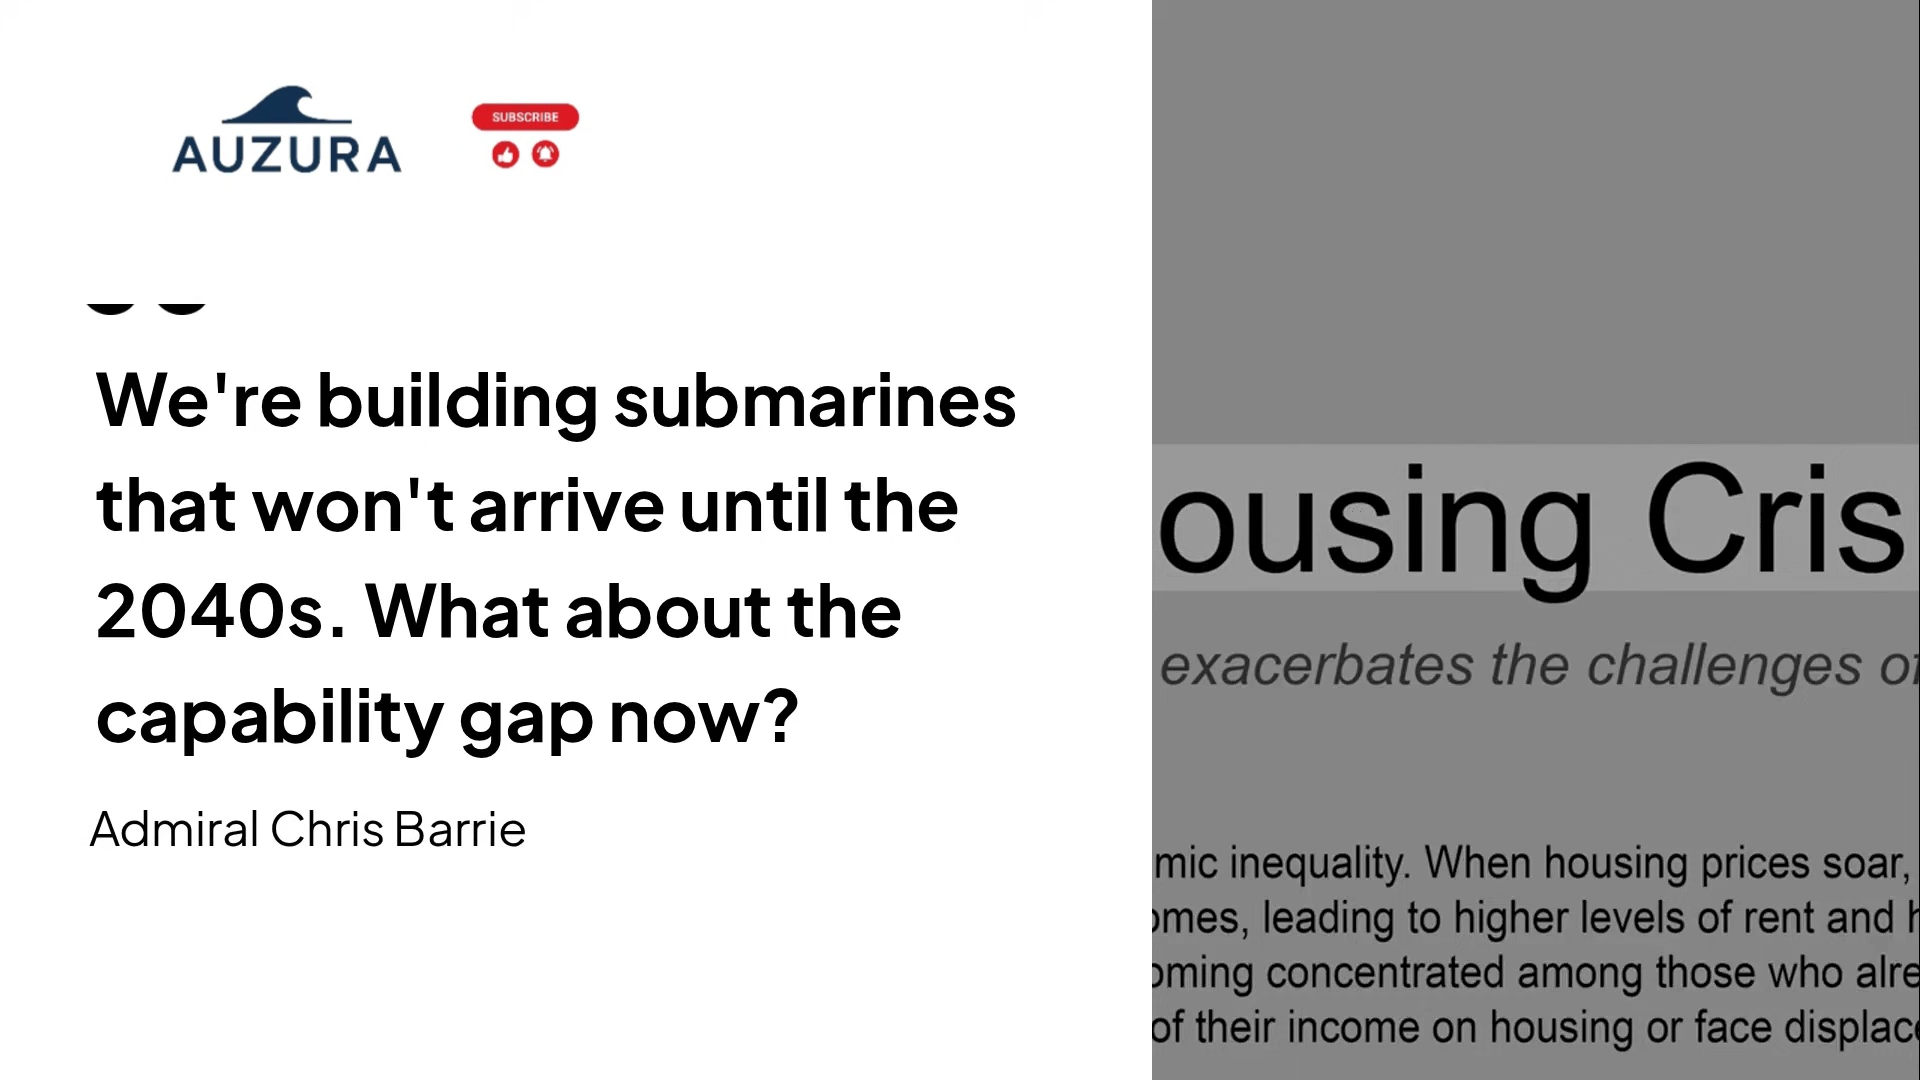 AUZURA
SUBSCRIBE
We're building submarines
that won't arrive until the
2040s. What about the
capability gap now?
Admiral Chris Barrie
ousing Cris
exacerbates the challenges of
mic inequality. When housing prices soar,
omes, leading to higher levels of rent and h
oming concentrated among those who alre
of their income on housing or face displac